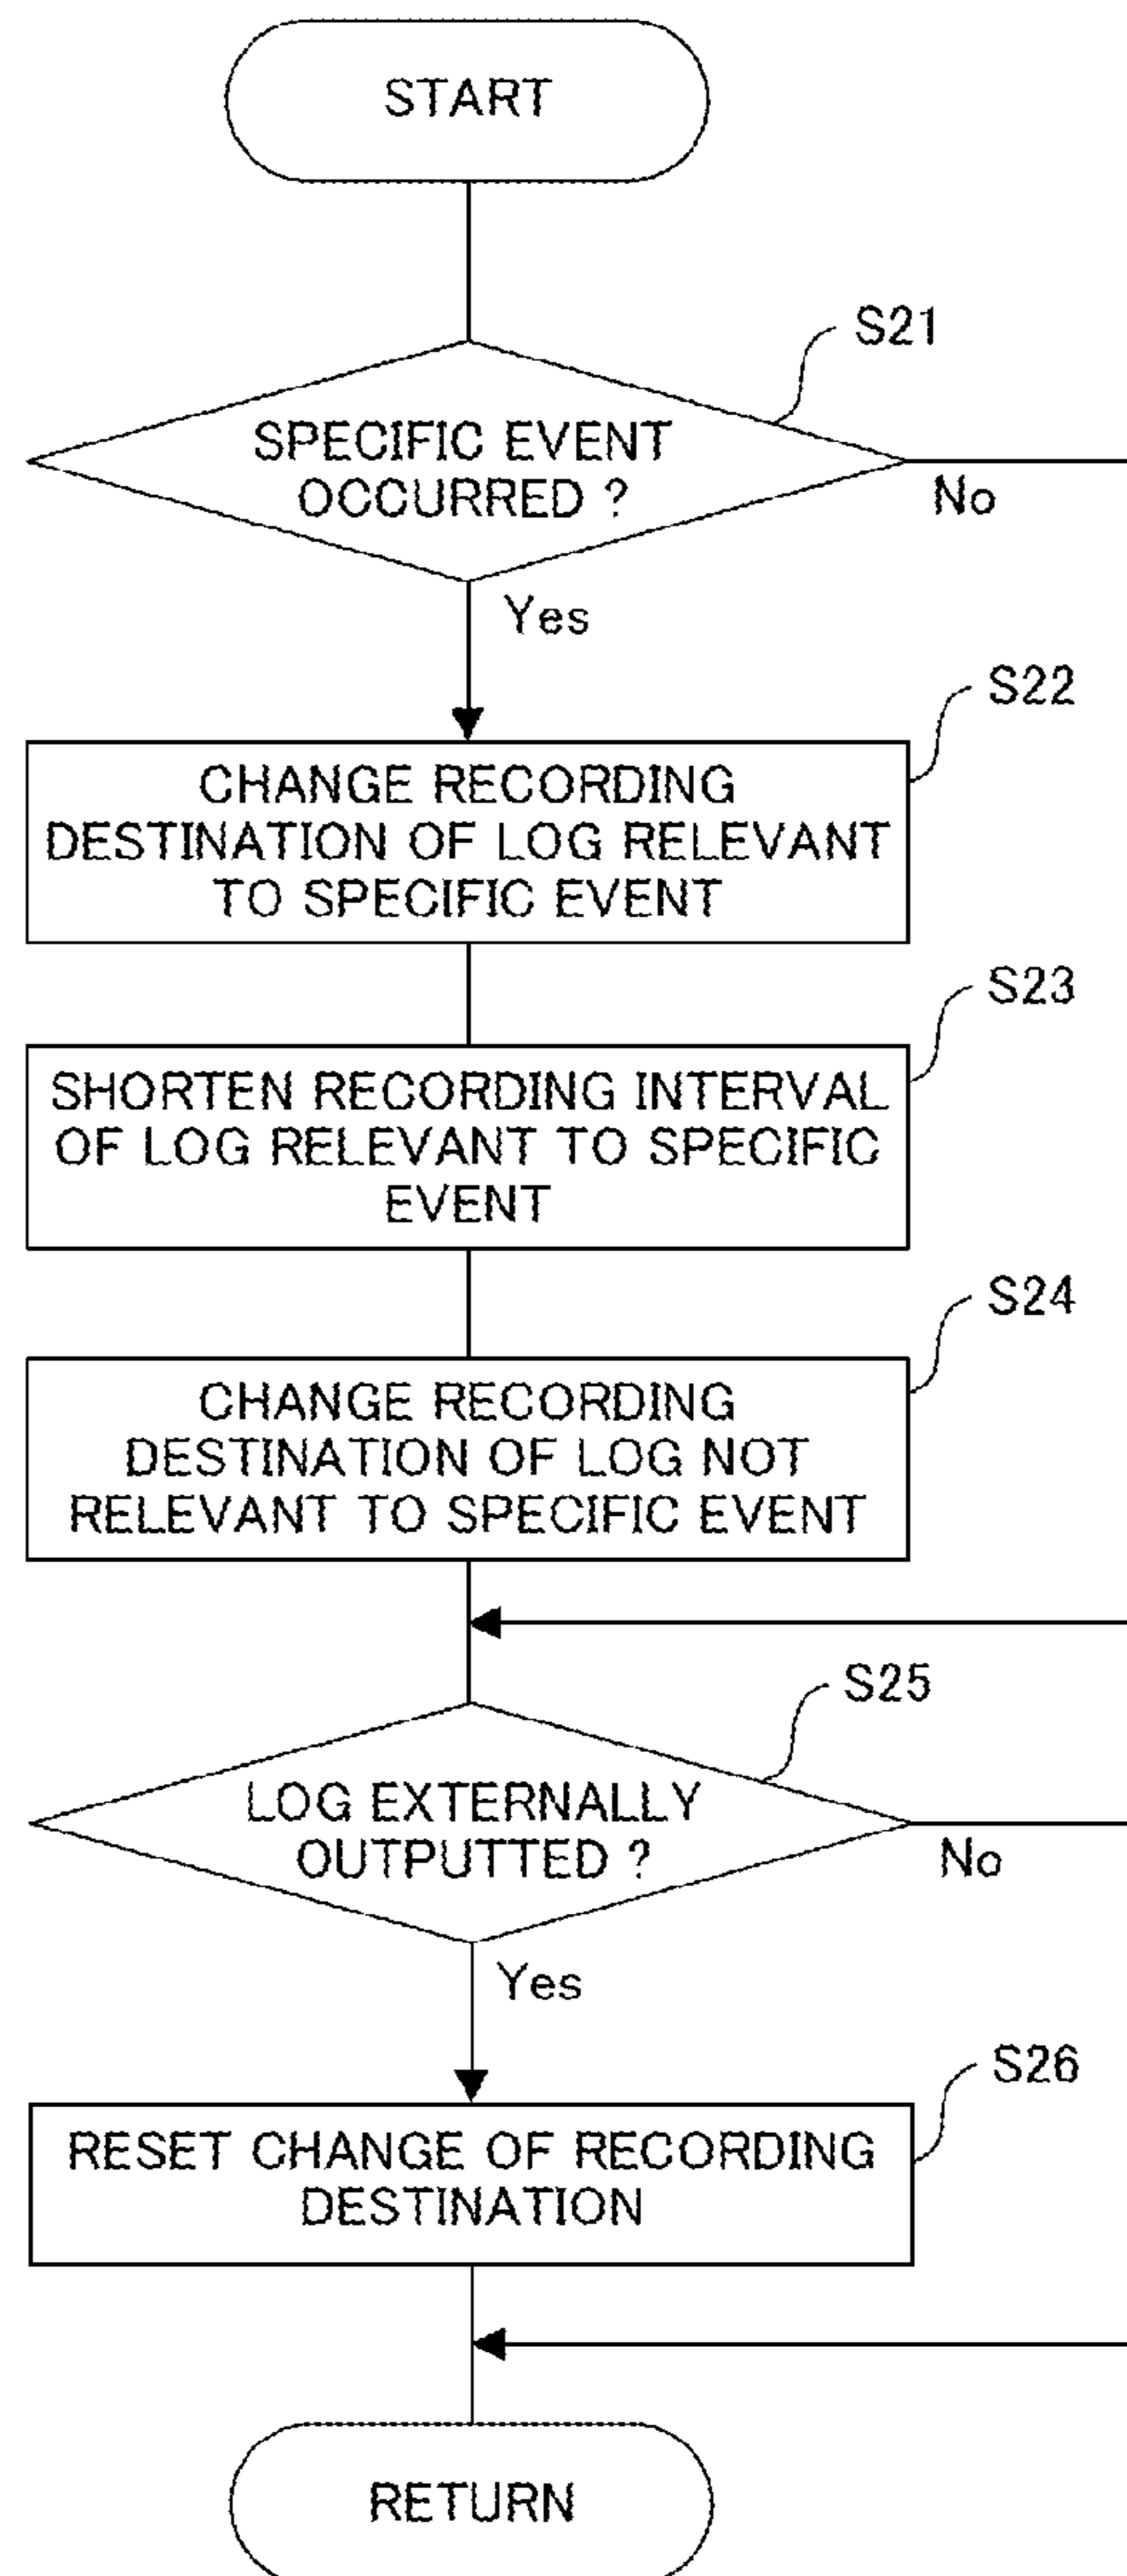 START
S21
SPECIFIC EVENT
OCCURRED ?
No
Yes
S22
CHANGE RECORDING
DESTINATION OF LOG RELEVANT
TO SPECIFIC EVENT
S23
SHORTEN RECORDING INTERVAL
OF LOG RELEVANT TO SPECIFIC
EVENT
S24
CHANGE RECORDING
DESTINATION OF LOG NOT
RELEVANT TO SPECIFIC EVENT
S25
LOG EXTERNALLY
OUTPUTTED ?
No
Yes
S26
RESET CHANGE OF RECORDING
DESTINATION
RETURN